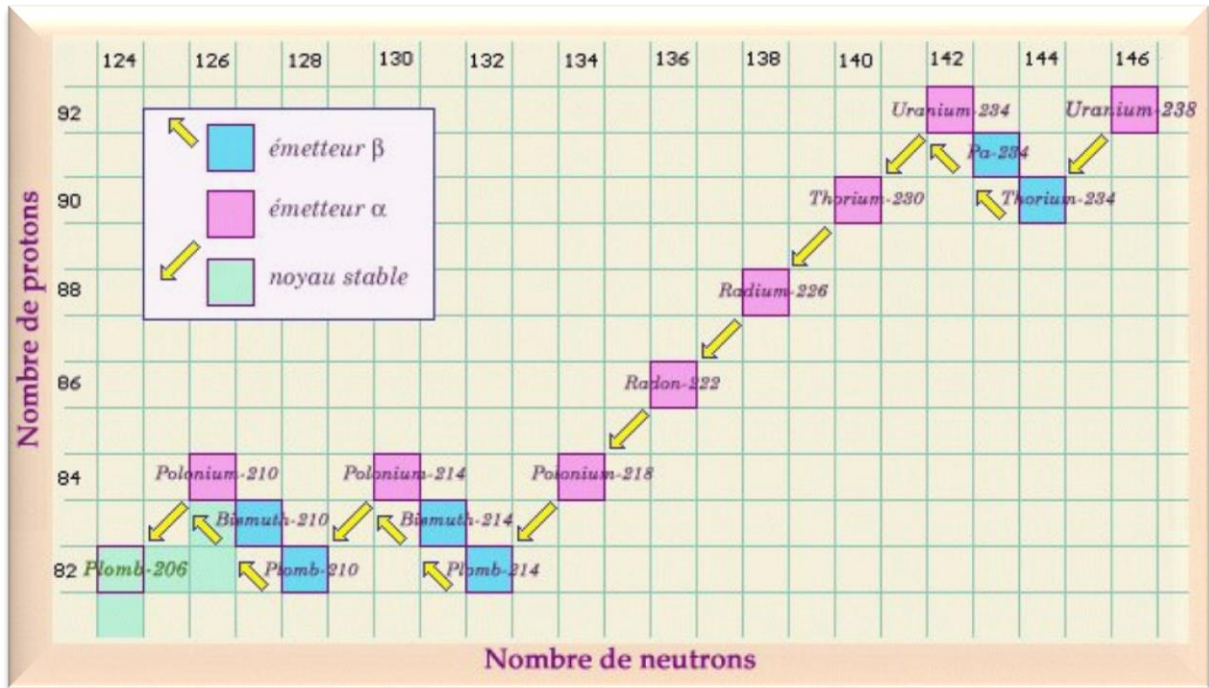 124 126 128 130 132 134 136 138 140 142 144 146
92 Uranium-234 Uranium-238
émetteur β
Pa-234
90 Thorium-230 Thorium-234
émetteur α
noyau stable
88 Radium-226
86 Radon-222
84 Polonium-210 Polonium-214 Polonium-218
Bismuth-210 Bismuth-214
82 Plomb-206 Plomb-210 Plomb-214
Nombre de protons
Nombre de neutrons